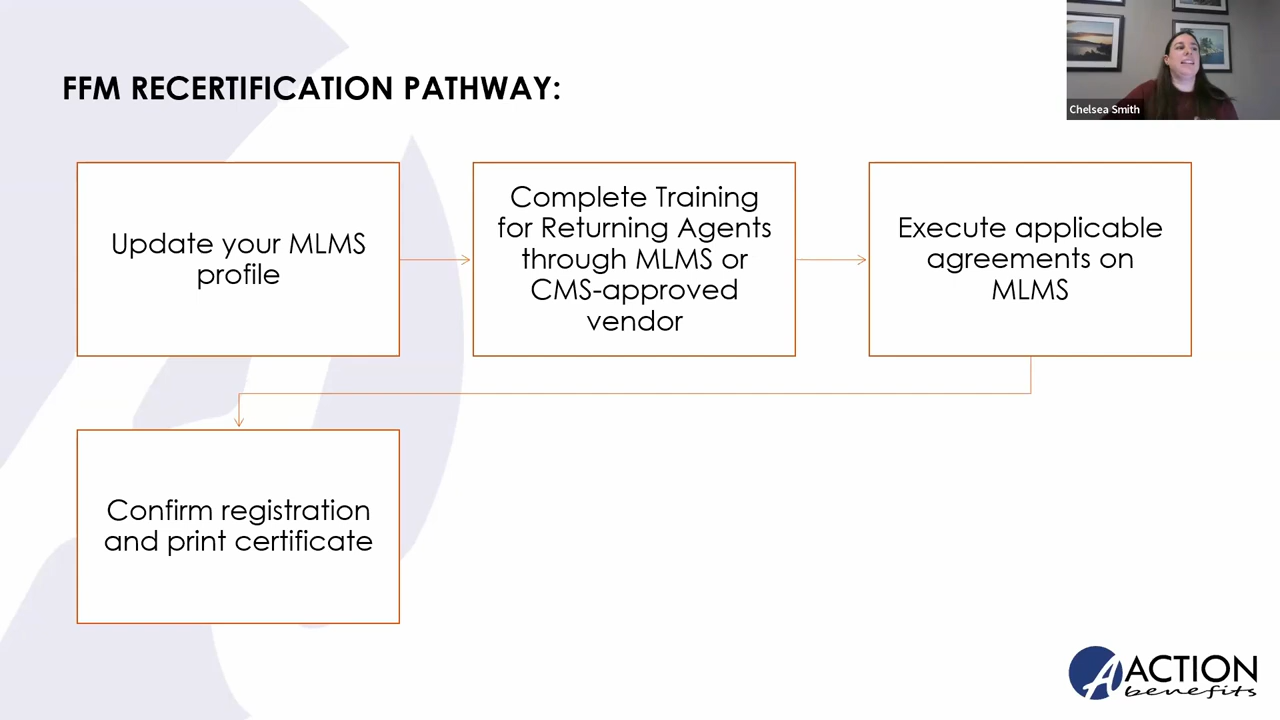 FFM RECERTIFICATION PATHWAY:
Chelsea Smith
Update your MLMS
profile
Complete Training
for Returning Agents
through MLMS or
CMS-approved
vendor
Execute applicable
agreements on
MLMS
Confirm registration
and print certificate
A ACTION
benefits